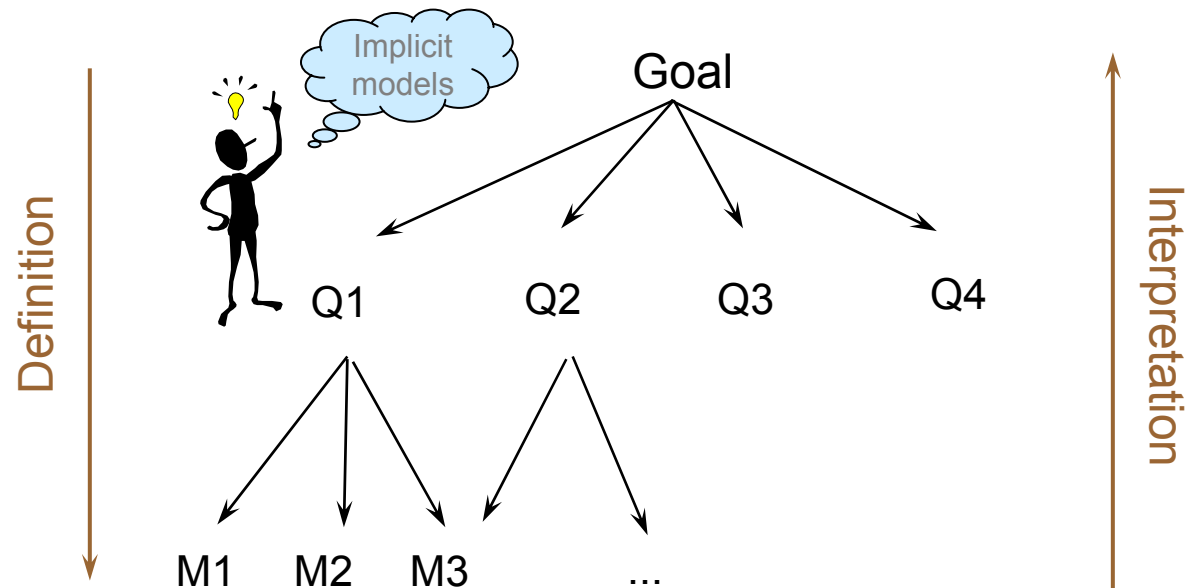 Implicit
models
Goal
Definition
Interpretation
Q1 Q2 Q3 Q4
M1 M2 M3 ...